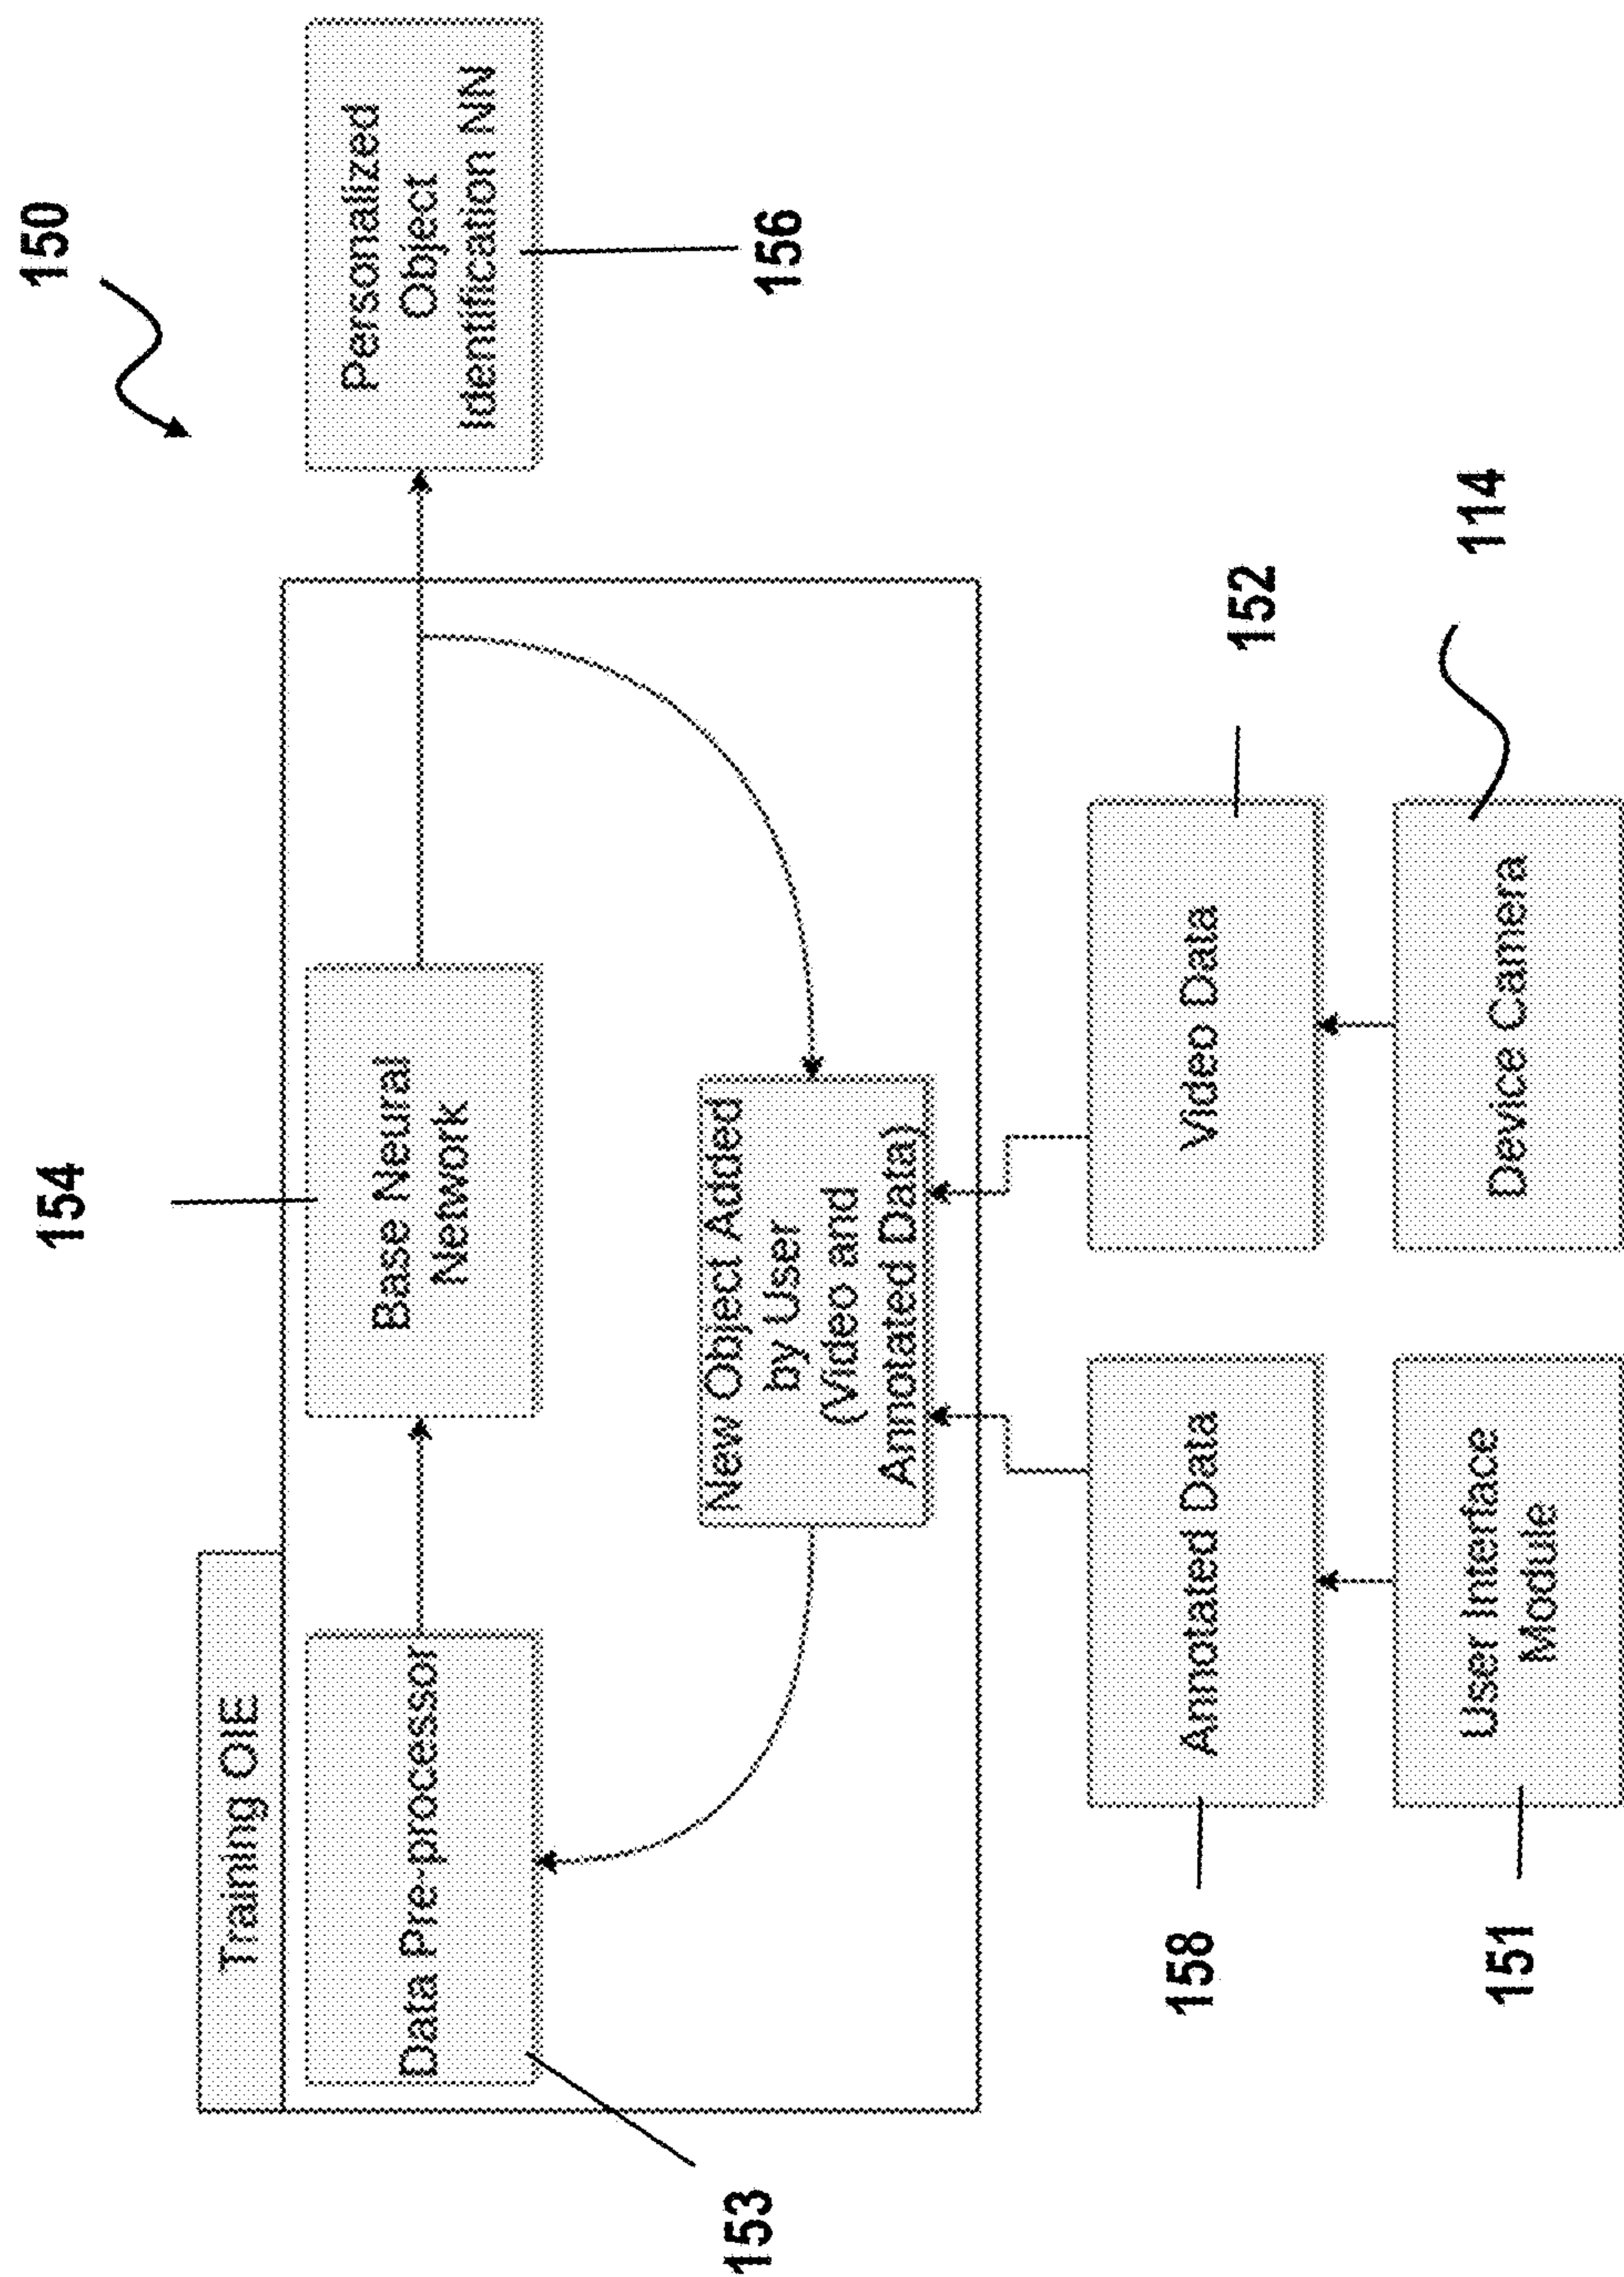 150
154
Training OIE
Data Pre-processor
Base Neural
Network
Personalized
Object
Identification NN
153
156
New Object Added
by User
(Video and
Annotated Data)
152
158
Annotated Data
Video Data
114
151
User Interface
Module
Device Camera